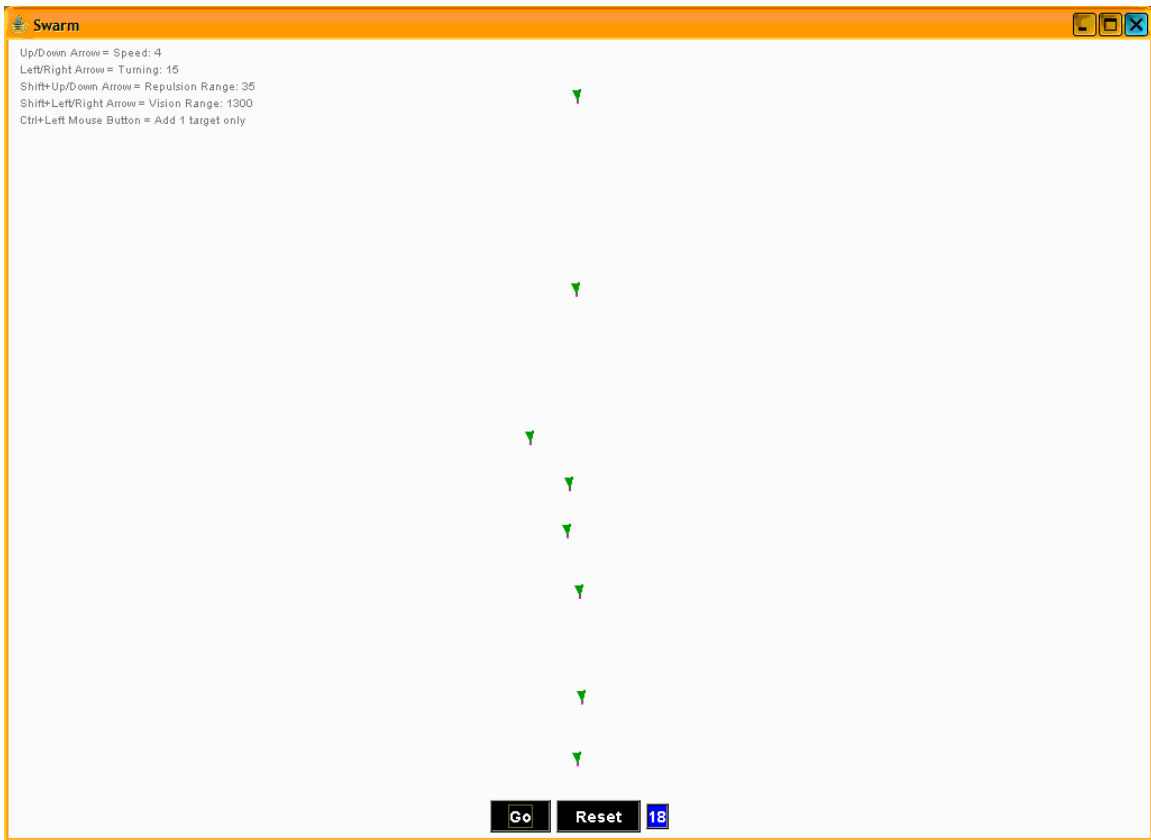 Swarm
Up/Down Arrow = Speed: 4
Left/Right Arrow = Turning: 15
Shift+Up/Down Arrow = Repulsion Range: 35
Shift+Left/Right Arrow = Vision Range: 1300
Ctrl+Left Mouse Button = Add 1 target only
Go Reset 18